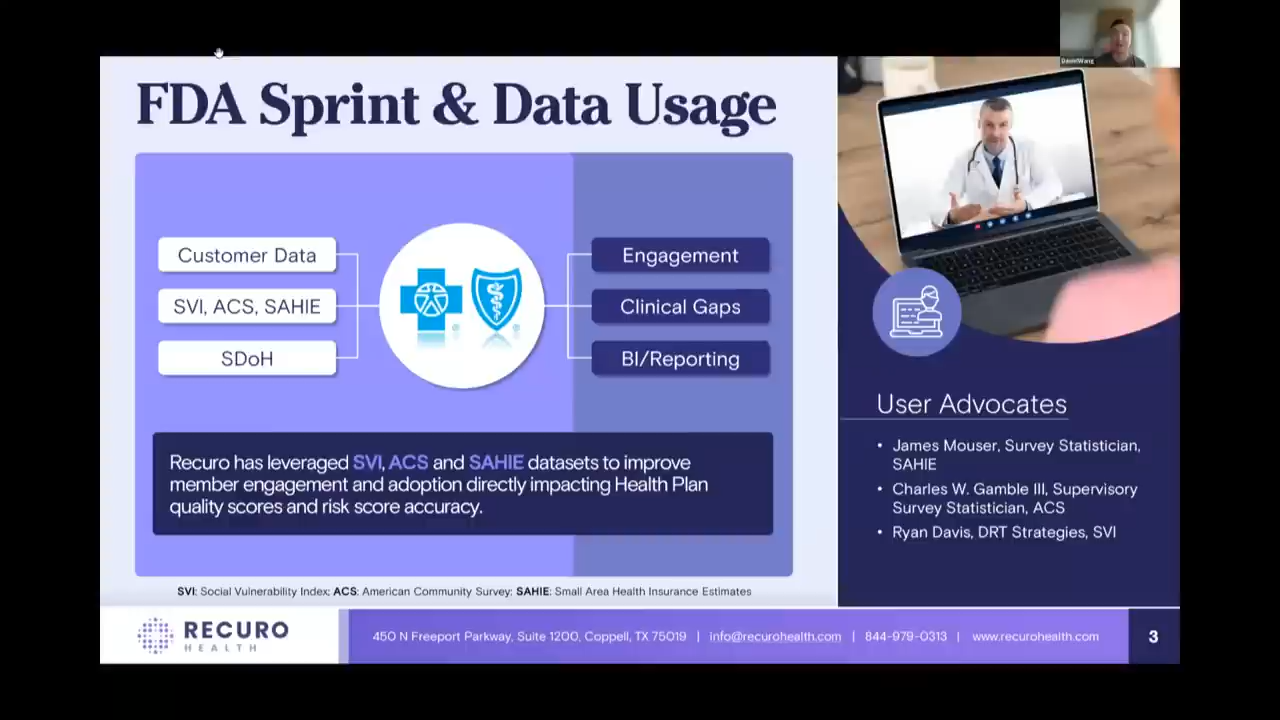 David Wang
FDA Sprint & Data Usage
Customer Data
SVI, ACS, SAHIE
SDoH
Engagement
Clinical Gaps
BI/Reporting
Recuro has leveraged SVI, ACS and SAHIE datasets to improve
member engagement and adoption directly impacting Health Plan
quality scores and risk score accuracy.
SVI: Social Vulnerability Index; ACS: American Community Survey; SAHIE: Small Area Health Insurance Estimates
User Advocates
• James Mouser, Survey Statistician,
SAHIE
• Charles W. Gamble III, Supervisory
Survey Statistician, ACS
• Ryan Davis, DRT Strategies, SVI
RECURO
HEALTH
450 N Freeport Parkway, Suite 1200, Coppell, TX 75019 | info@recurohealth.com | 844-979-0313 | www.recurohealth.com
3